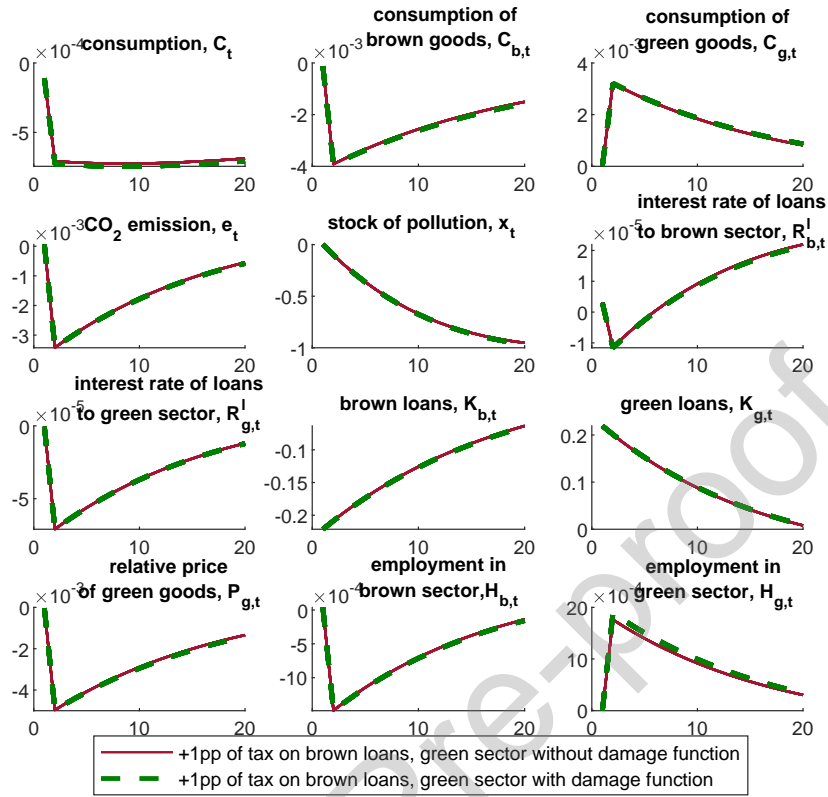 ×10⁻⁴ consumption, C_t
0
-5
0 10 20
consumption of
×10⁻³ brown goods, C_b,t
0
-2
-4
0 10 20
consumption of
×10⁻³ green goods, C_g,t
4
2
0
0 10 20
×10⁻³ CO₂ emission, e_t
0
-1
-2
-3
0 10 20
stock of pollution, x_t
0
-0.5
-1
0 10 20
interest rate of loans
×10⁻⁵ to brown sector, R^l_b,t
2
1
0
-1
0 10 20
interest rate of loans
×10⁻⁵ to green sector, R^l_g,t
0
-5
0 10 20
brown loans, K_b,t
-0.1
-0.15
-0.2
0 10 20
green loans, K_g,t
0.2
0.1
0
0 10 20
relative price
×10⁻³ of green goods, P_g,t
0
-2
-4
0 10 20
employment in
×10⁻⁴ brown sector,H_b,t
0
-5
-10
0 10 20
employment in
×10⁻⁴ green sector, H_g,t
20
10
0
0 10 20
+1pp of tax on brown loans, green sector without damage function
+1pp of tax on brown loans, green sector with damage function
Pre-proof